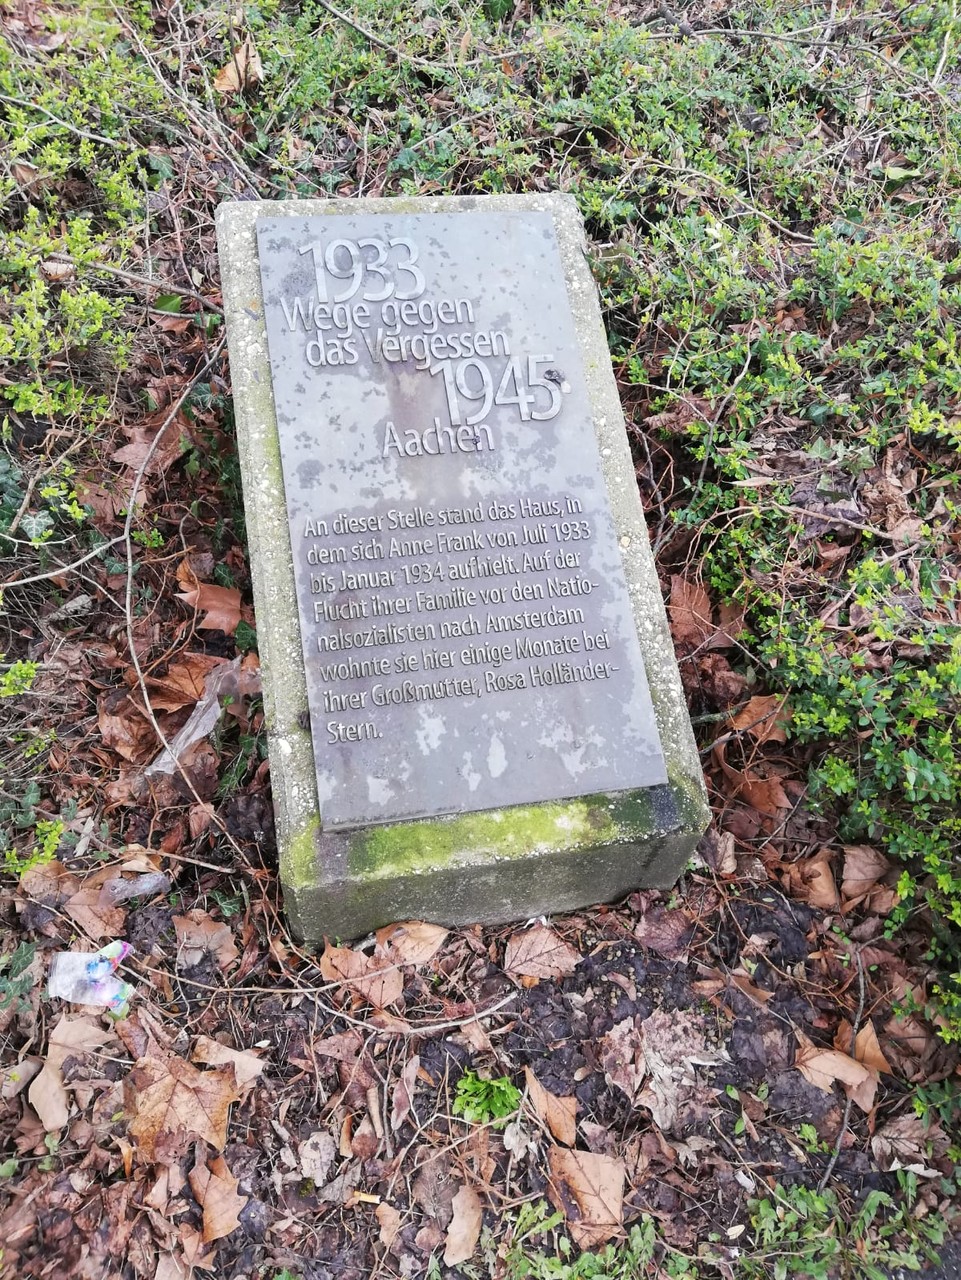 1933
Wege gegen
das Vergessen
1945
Aachen
An dieser Stelle stand das Haus, in
dem sich Anne Frank von Juli 1933
bis Januar 1934 aufhielt. Auf der
Flucht ihrer Familie vor den Natio-
nalsozialisten nach Amsterdam
wohnte sie hier einige Monate bei
ihrer Großmutter, Rosa Holländer-
Stern.